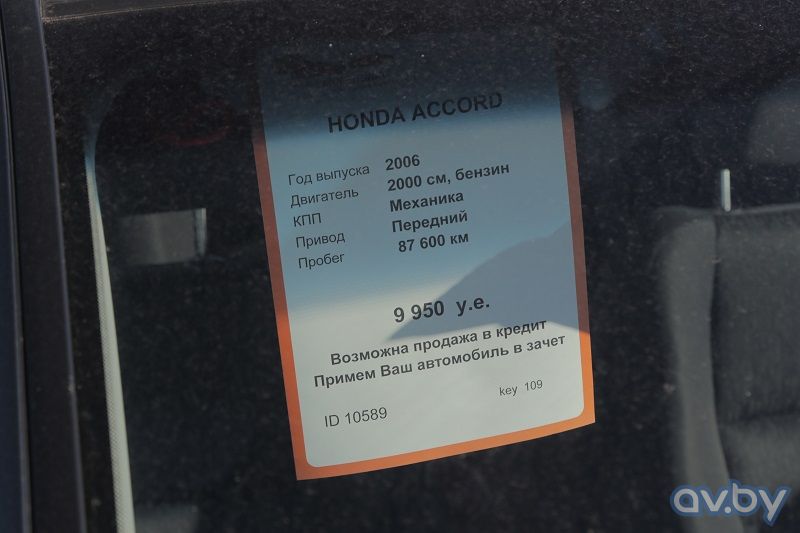 HONDA ACCORD
Год выпуска 2006
Двигатель 2000 см, бензин
КПП Механика
Привод Передний
Пробег 87 600 км
9 950 у.е.
Возможна продажа в кредит
Примем Ваш автомобиль в зачет
ID 10589 key 109
av.by